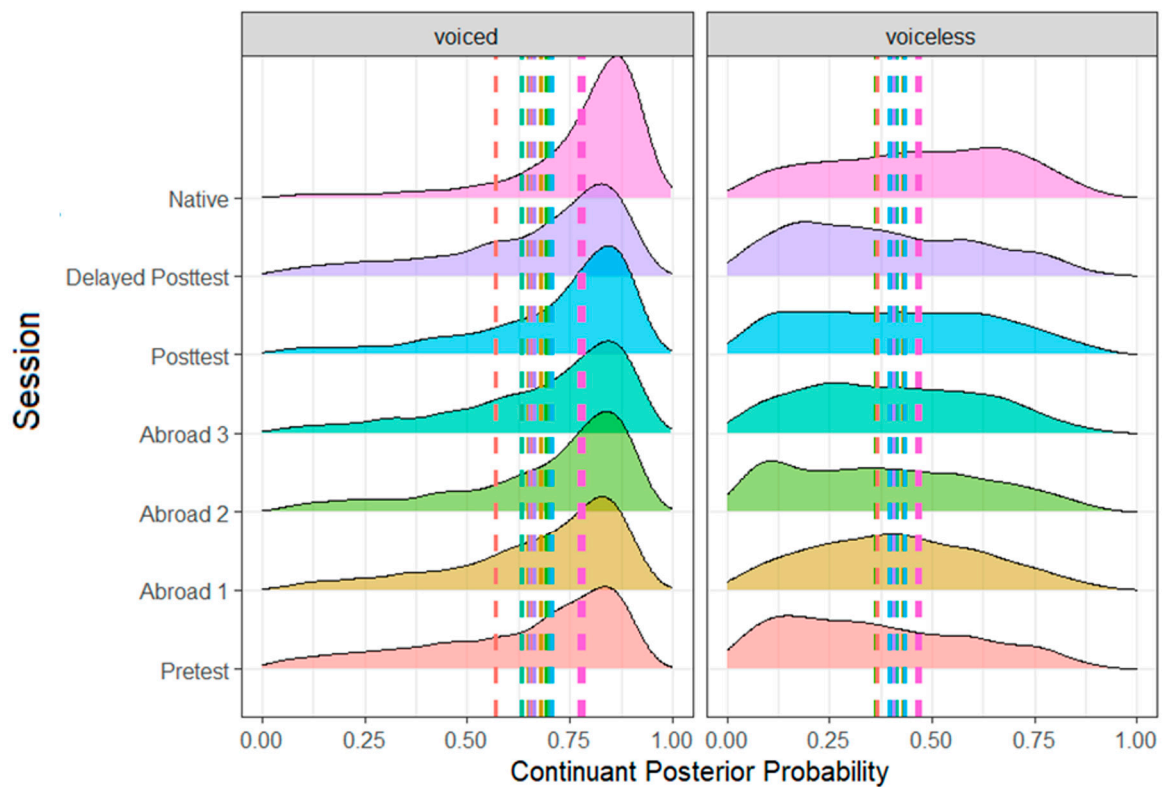 voiced voiceless
Native
Delayed Posttest
Posttest
Abroad 3
Abroad 2
Abroad 1
Pretest
Session
0.00 0.25 0.50 0.75 1.00 0.00 0.25 0.50 0.75 1.00
Continuant Posterior Probability